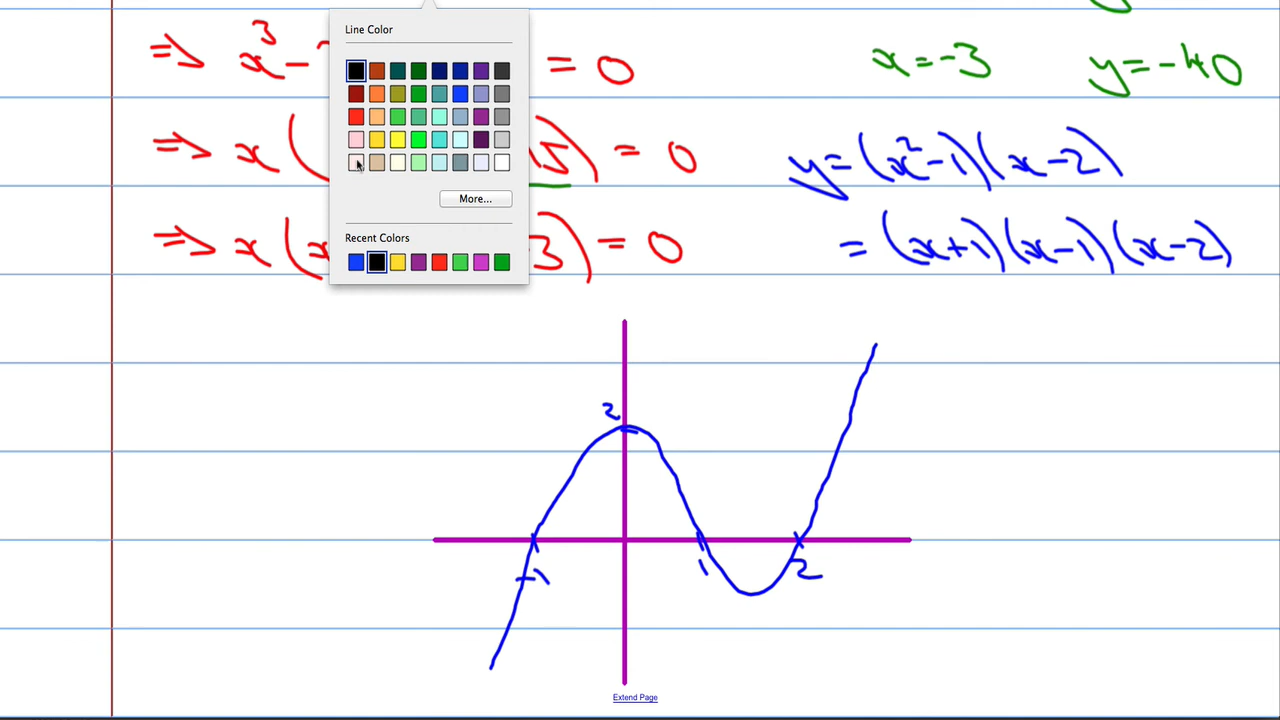 Line Color
More...
Recent Colors
=> x³ -
= 0
=> x(
15) = 0
=> x(
3) = 0
x = -3 y = -40
y = (x² - 1)(x - 2)
= (x+1)(x-1)(x-2)
2
-1 1 2
Extend Page